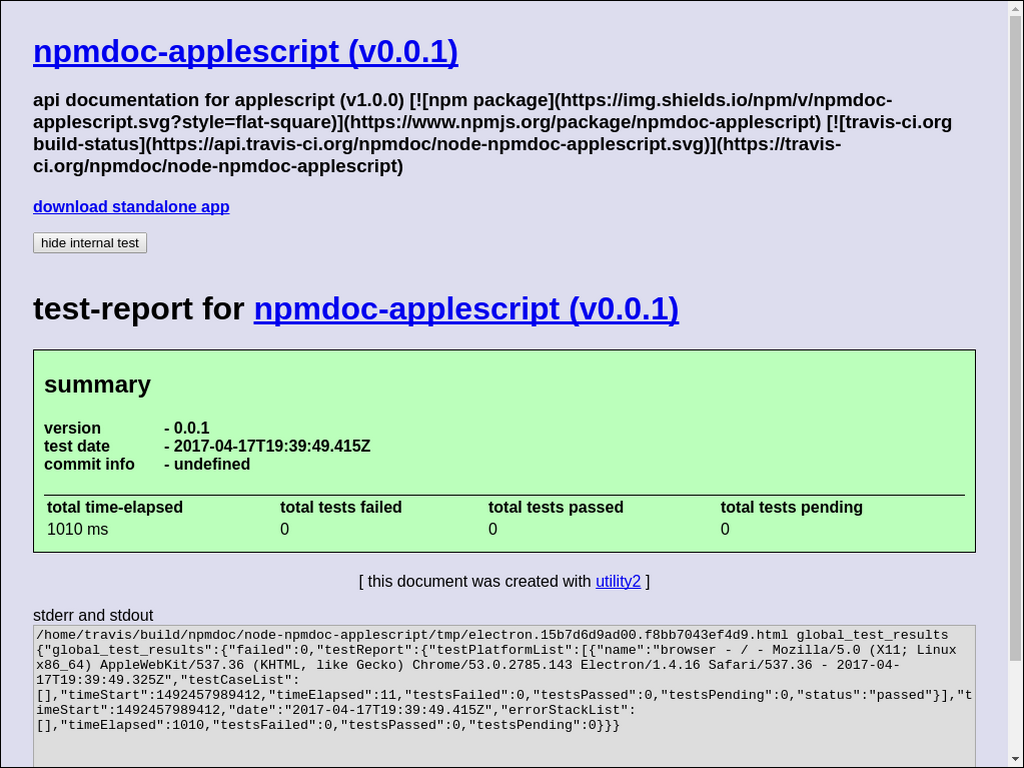 npmdoc-applescript (v0.0.1)
api documentation for applescript (v1.0.0) [![npm package](https://img.shields.io/npm/v/npmdoc-
applescript.svg?style=flat-square)](https://www.npmjs.org/package/npmdoc-applescript) [![travis-ci.org
build-status](https://api.travis-ci.org/npmdoc/node-npmdoc-applescript.svg)](https://travis-
ci.org/npmdoc/node-npmdoc-applescript)
download standalone app
hide internal test
test-report for npmdoc-applescript (v0.0.1)
summary
version - 0.0.1
test date - 2017-04-17T19:39:49.415Z
commit info - undefined
total time-elapsed total tests failed total tests passed total tests pending
1010 ms 0 0 0
[ this document was created with utility2 ]
stderr and stdout
/home/travis/build/npmdoc/node-npmdoc-applescript/tmp/electron.15b7d6d9ad00.f8bb7043ef4d9.html global_test_results
{"global_test_results":{"failed":0,"testReport":{"testPlatformList":[{"name":"browser - / - Mozilla/5.0 (X11; Linux
x86_64) AppleWebKit/537.36 (KHTML, like Gecko) Chrome/53.0.2785.143 Electron/1.4.16 Safari/537.36 - 2017-04-
17T19:39:49.325Z","testCaseList":
[],"timeStart":1492457989412,"timeElapsed":11,"testsFailed":0,"testsPassed":0,"testsPending":0,"status":"passed"}],"t
imeStart":1492457989412,"date":"2017-04-17T19:39:49.415Z","errorStackList":
[],"timeElapsed":1010,"testsFailed":0,"testsPassed":0,"testsPending":0}}}